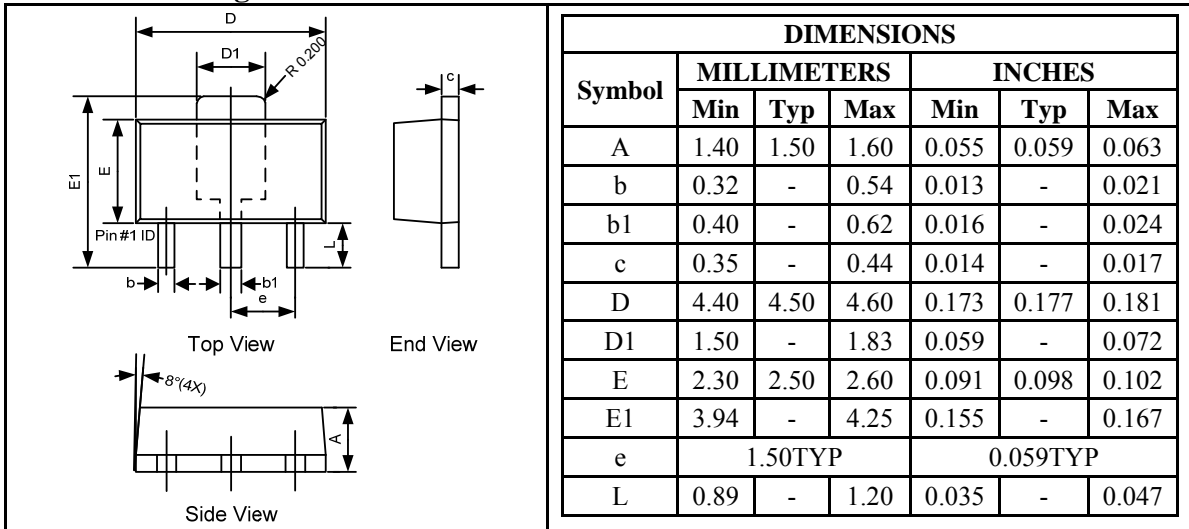 D
D1
R 0.200
c
E1
E
Pin #1 ID
L
b
b1
e
Top View
End View
8°(4X)
A
Side View
DIMENSIONS
Symbol MILLIMETERS INCHES
Min Typ Max Min Typ Max
A 1.40 1.50 1.60 0.055 0.059 0.063
b 0.32 - 0.54 0.013 - 0.021
b1 0.40 - 0.62 0.016 - 0.024
c 0.35 - 0.44 0.014 - 0.017
D 4.40 4.50 4.60 0.173 0.177 0.181
D1 1.50 - 1.83 0.059 - 0.072
E 2.30 2.50 2.60 0.091 0.098 0.102
E1 3.94 - 4.25 0.155 - 0.167
e 1.50TYP 0.059TYP
L 0.89 - 1.20 0.035 - 0.047